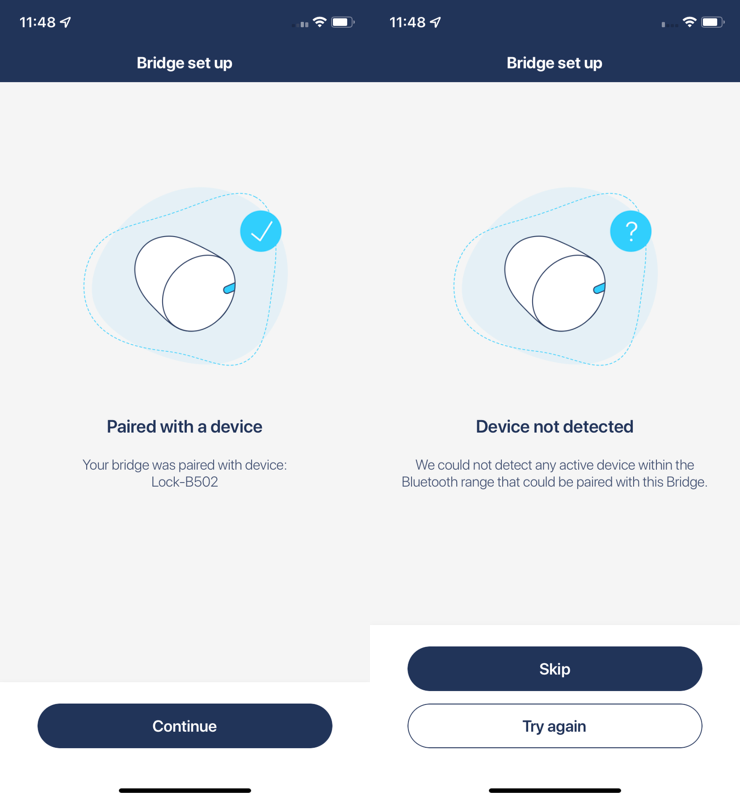 11:48
Bridge set up
Paired with a device
Your bridge was paired with device:
Lock-B502
Continue
11:48
Bridge set up
?
Device not detected
We could not detect any active device within the
Bluetooth range that could be paired with this Bridge.
Skip
Try again